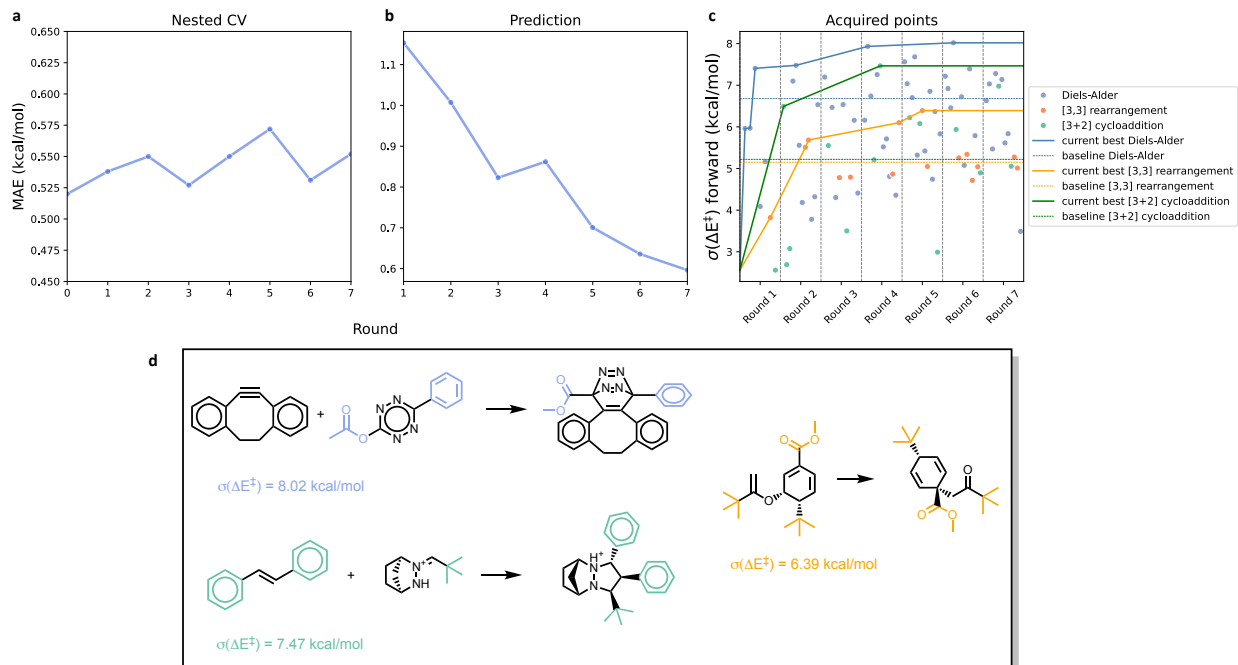 a
Nested CV
MAE (kcal/mol)
0.650
0.625
0.600
0.575
0.550
0.525
0.500
0.475
0.450
0 1 2 3 4 5 6 7
b
Prediction
1.1
1.0
0.9
0.8
0.7
0.6
1 2 3 4 5 6 7
Round
c
Acquired points
σ(ΔE‡) forward (kcal/mol)
8
7
6
5
4
3
Round 1 Round 2 Round 3 Round 4 Round 5 Round 6 Round 7
Diels-Alder
[3,3] rearrangement
[3+2] cycloaddition
current best Diels-Alder
baseline Diels-Alder
current best [3,3] rearrangement
baseline [3,3] rearrangement
current best [3+2] cycloaddition
baseline [3+2] cycloaddition
d
+
O
O
N N
N N
O
O
N=N
N=N
σ(ΔE‡) = 8.02 kcal/mol
O
O
O
O
O
O
σ(ΔE‡) = 6.39 kcal/mol
+
N+
NH
H+
N
N
σ(ΔE‡) = 7.47 kcal/mol